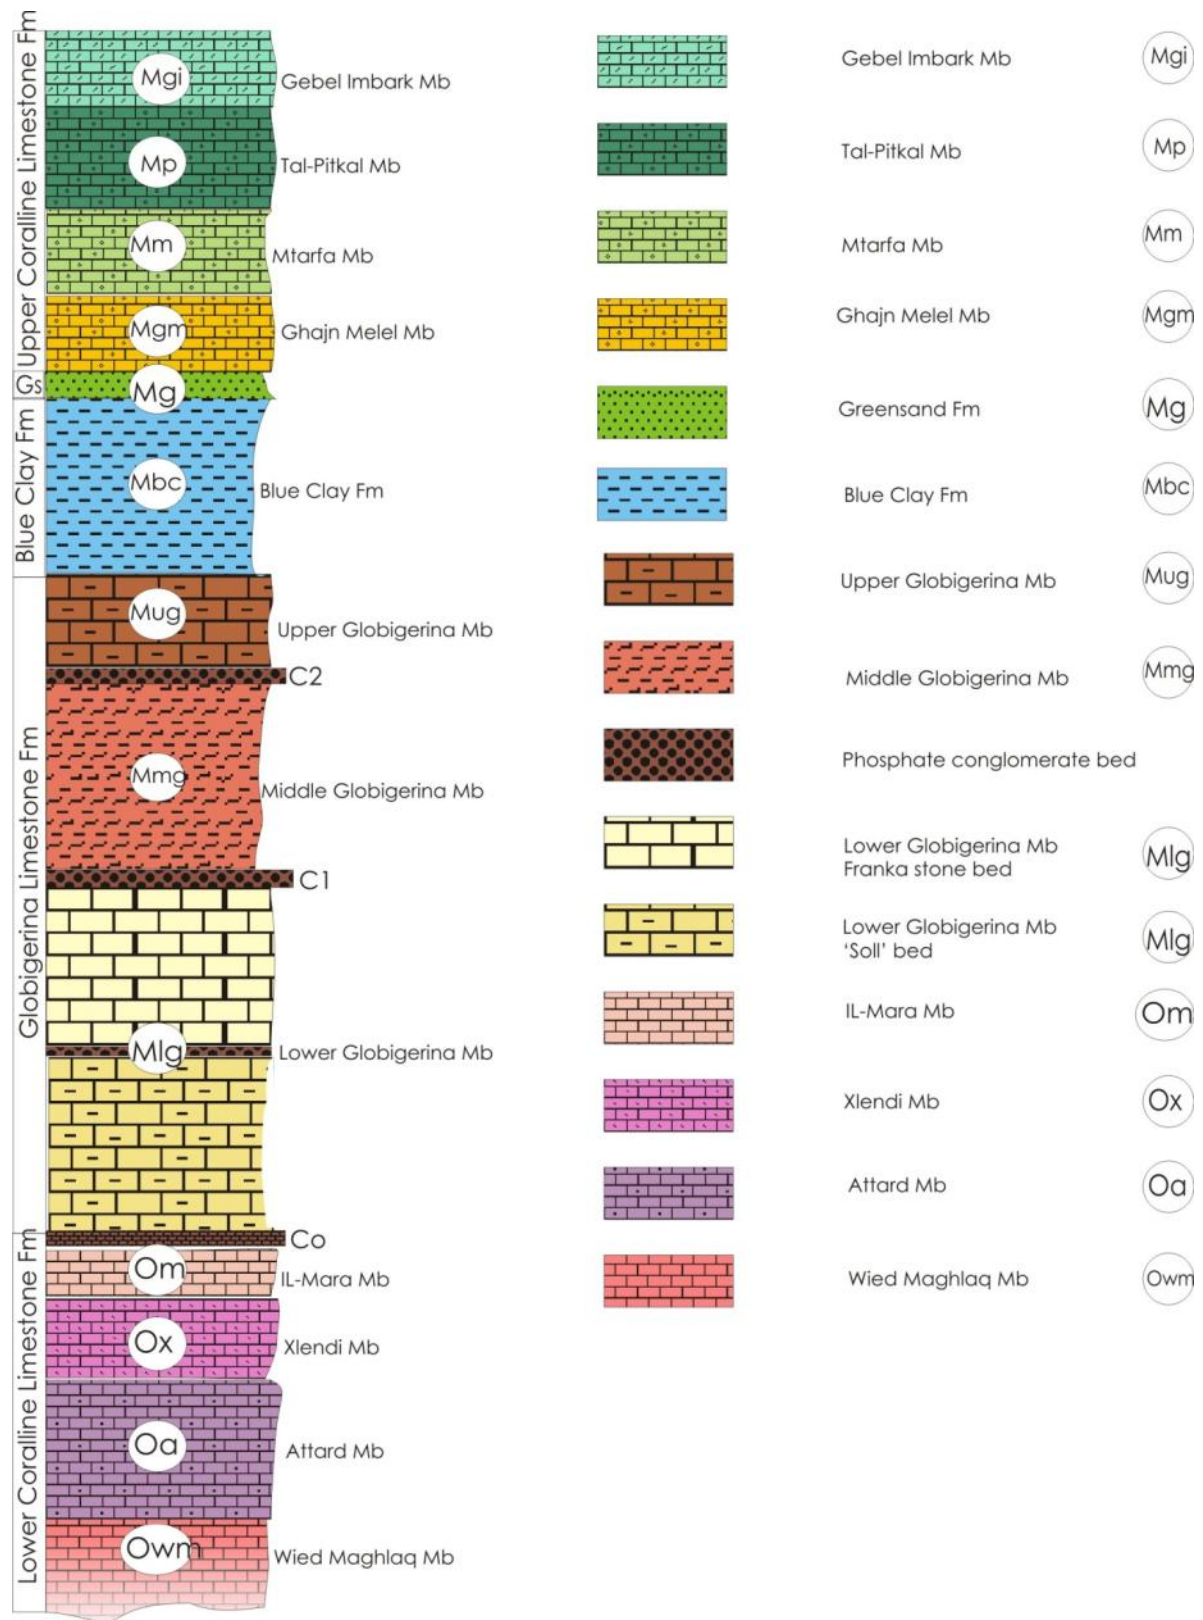 Upper Coralline Limestone Fm
Mgi
Gebel Imbark Mb
Mp
Tal-Pitkal Mb
Mm
Mtarfa Mb
Mgm
Ghajn Melel Mb
Gs
Mg
Blue Clay Fm
Mbc
Blue Clay Fm
Globigerina Limestone Fm
Mug
Upper Globigerina Mb
C2
Mmg
Middle Globigerina Mb
C1
Mlg
Lower Globigerina Mb
Co
Lower Coralline Limestone Fm
Om
IL-Mara Mb
Ox
Xlendi Mb
Oa
Attard Mb
Owm
Wied Maghlaq Mb
Gebel Imbark Mb
Mgi
Tal-Pitkal Mb
Mp
Mtarfa Mb
Mm
Ghajn Melel Mb
Mgm
Greensand Fm
Mg
Blue Clay Fm
Mbc
Upper Globigerina Mb
Mug
Middle Globigerina Mb
Mmg
Phosphate conglomerate bed
Lower Globigerina Mb
Franka stone bed
Mlg
Lower Globigerina Mb
‘Soll’ bed
Mlg
IL-Mara Mb
Om
Xlendi Mb
Ox
Attard Mb
Oa
Wied Maghlaq Mb
Owm